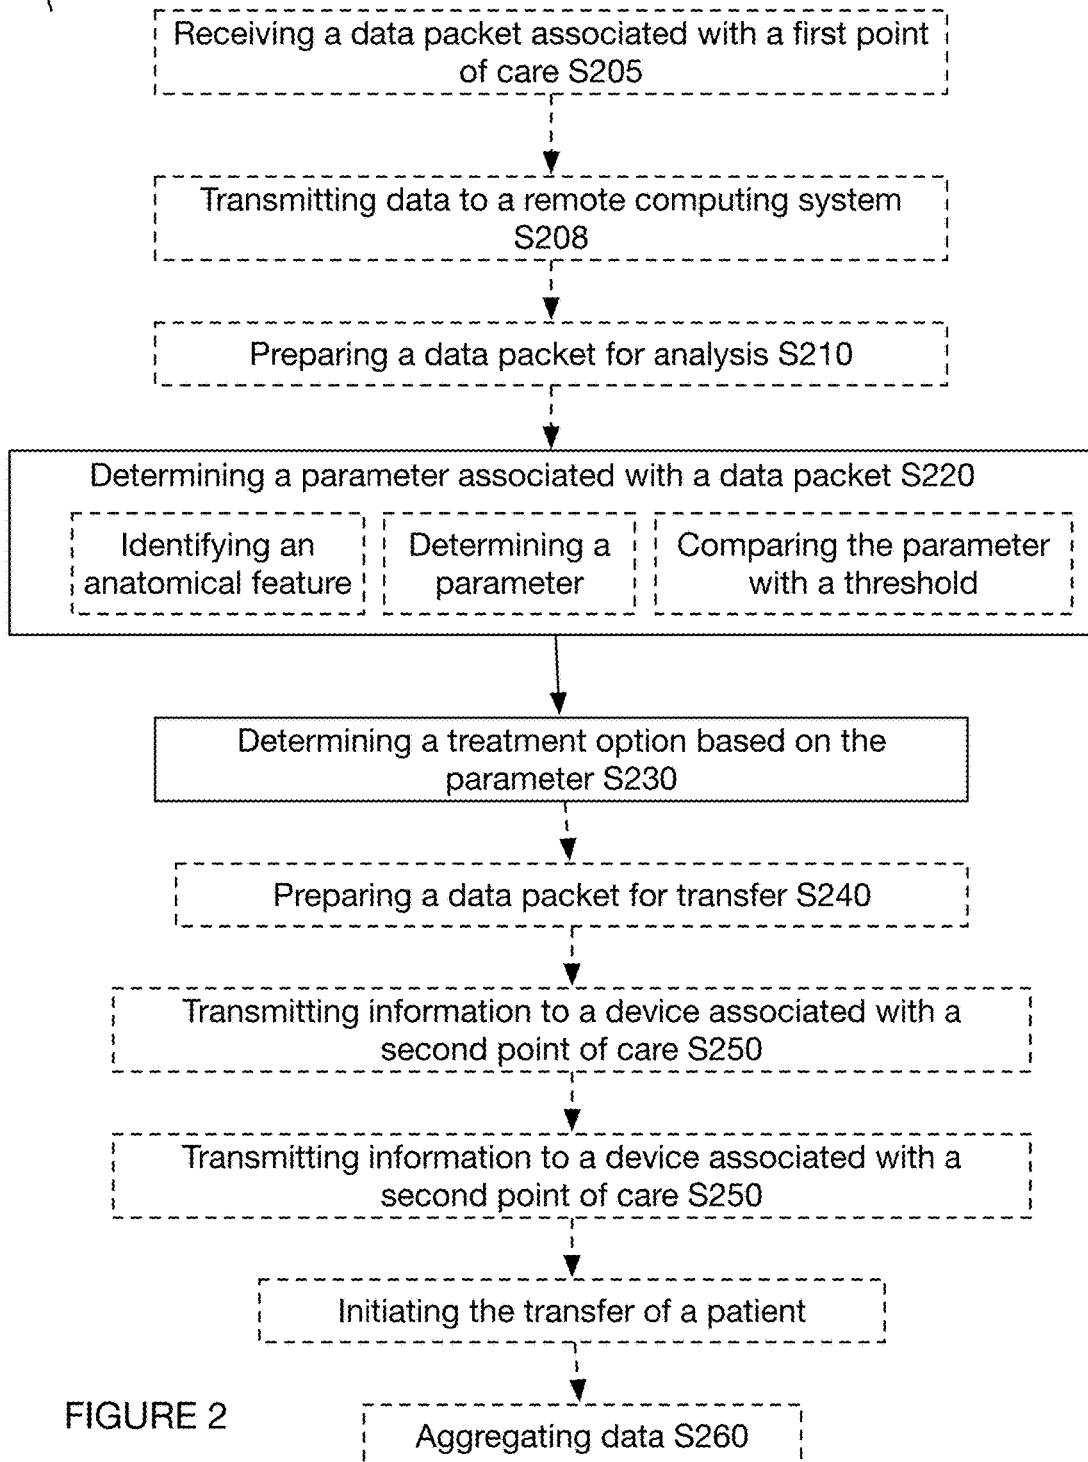 Receiving a data packet associated with a first point
of care S205
Transmitting data to a remote computing system
S208
Preparing a data packet for analysis S210
Determining a parameter associated with a data packet S220
Identifying an
anatomical feature
Determining a
parameter
Comparing the parameter
with a threshold
Determining a treatment option based on the
parameter S230
Preparing a data packet for transfer S240
Transmitting information to a device associated with a
second point of care S250
Transmitting information to a device associated with a
second point of care S250
Initiating the transfer of a patient
FIGURE 2
Aggregating data S260